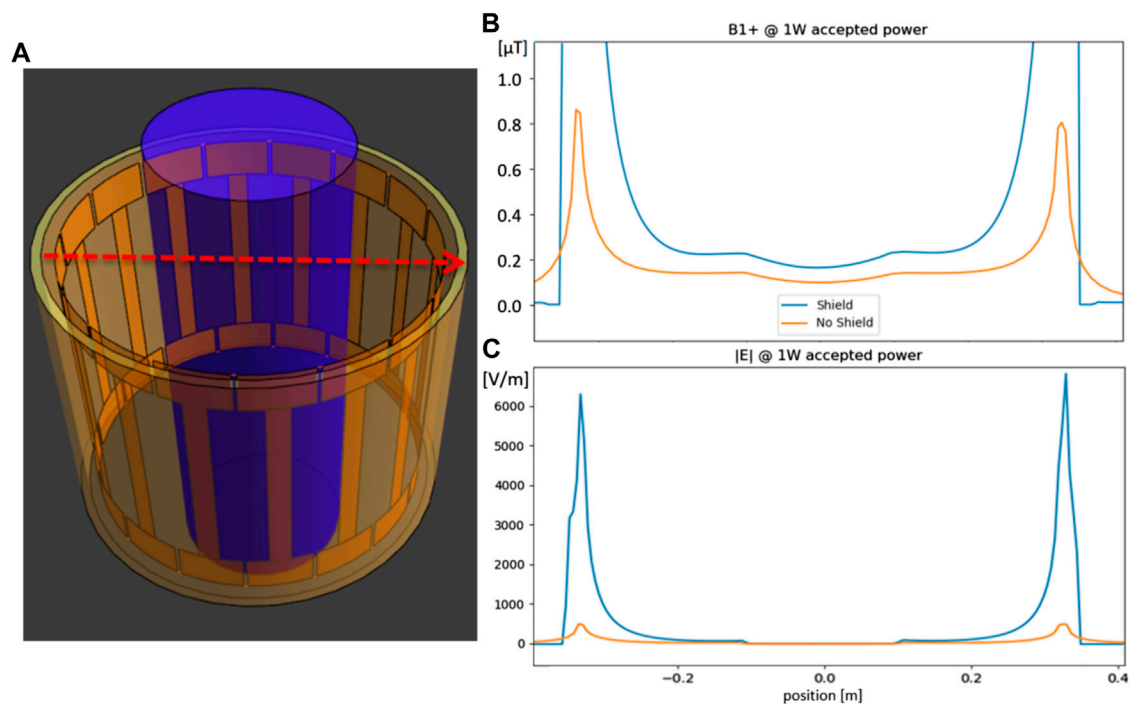 A
B
B1+ @ 1W accepted power
[µT]
1.0
0.8
0.6
0.4
0.2
0.0
Shield
No Shield
C
|E| @ 1W accepted power
[V/m]
6000
5000
4000
3000
2000
1000
0
−0.2 0.0 0.2 0.4
position [m]